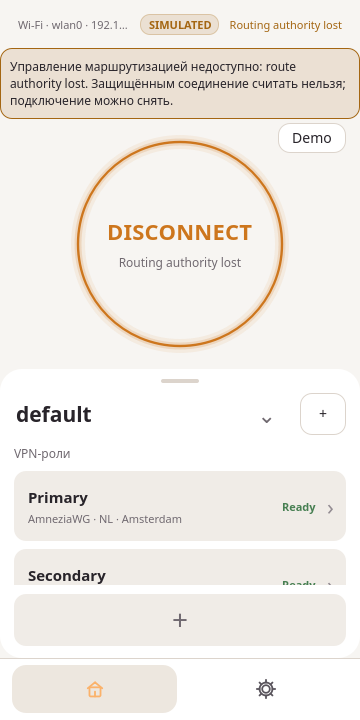 Wi-Fi · wlan0 · 192.1...
SIMULATED
Routing authority lost
Управление маршрутизацией недоступно: route
authority lost. Защищённым соединение считать нельзя;
подключение можно снять.
Demo
DISCONNECT
Routing authority lost
default
+
VPN-роли
Primary
Ready
AmneziaWG · NL · Amsterdam
Secondary
Ready
+